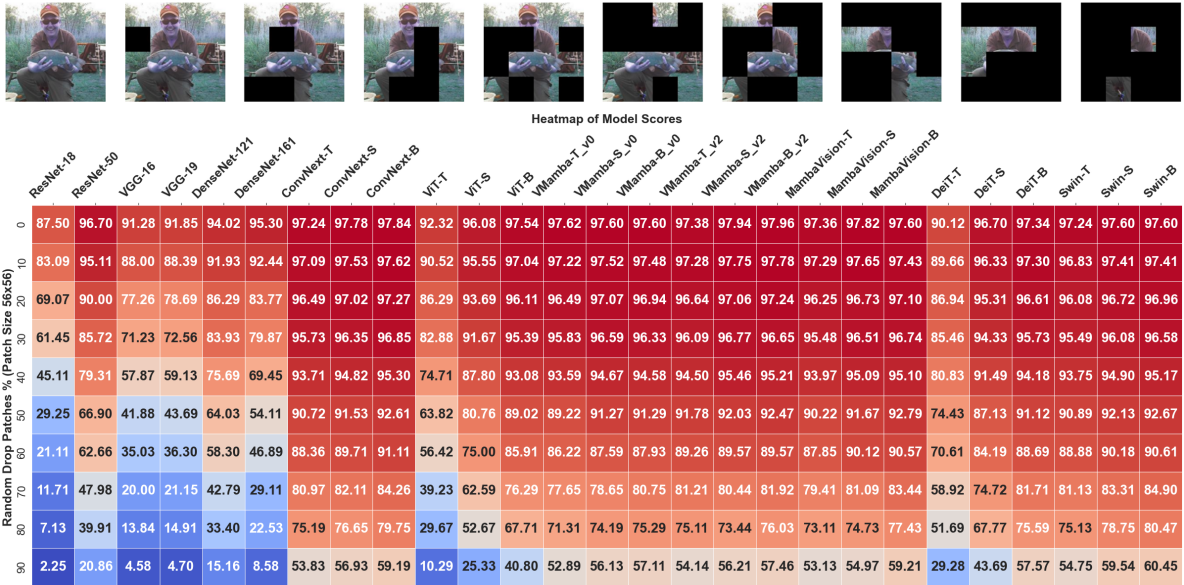 Heatmap of Model Scores
ResNet-18 ResNet-50 VGG-16 VGG-19 DenseNet-121 DenseNet-161 ConvNext-T ConvNext-S ConvNext-B ViT-T ViT-S ViT-B VMamba-T_v0 VMamba-S_v0 VMamba-B_v0 VMamba-T_v2 VMamba-S_v2 VMamba-B_v2 MambaVision-T MambaVision-S MambaVision-B DeiT-T DeiT-S DeiT-B Swin-T Swin-S Swin-B
Random Drop Patches % (Patch Size 56x56)
0 87.50 96.70 91.28 91.85 94.02 95.30 97.24 97.78 97.84 92.32 96.08 97.54 97.62 97.60 97.60 97.38 97.94 97.96 97.36 97.82 97.60 90.12 96.70 97.34 97.24 97.60 97.60
10 83.09 95.11 88.00 88.39 91.93 92.44 97.09 97.53 97.62 90.52 95.55 97.04 97.22 97.52 97.48 97.28 97.75 97.78 97.29 97.65 97.43 89.66 96.33 97.30 96.83 97.41 97.41
20 69.07 90.00 77.26 78.69 86.29 83.77 96.49 97.02 97.27 86.29 93.69 96.11 96.49 97.07 96.94 96.64 97.06 97.24 96.25 96.73 97.10 86.94 95.31 96.61 96.08 96.72 96.96
30 61.45 85.72 71.23 72.56 83.93 79.87 95.73 96.35 96.85 82.88 91.67 95.39 95.83 96.59 96.33 96.09 96.77 96.65 95.48 96.51 96.74 85.46 94.33 95.73 95.49 96.08 96.58
40 45.11 79.31 57.87 59.13 75.69 69.45 93.71 94.82 95.30 74.71 87.80 93.08 93.59 94.67 94.58 94.50 95.46 95.21 93.97 95.09 95.10 80.83 91.49 94.18 93.75 94.90 95.17
50 29.25 66.90 41.88 43.69 64.03 54.11 90.72 91.53 92.61 63.82 80.76 89.02 89.22 91.27 91.29 91.78 92.03 92.47 90.22 91.67 92.79 74.43 87.13 91.12 90.89 92.13 92.67
60 21.11 62.66 35.03 36.30 58.30 46.89 88.36 89.71 91.11 56.42 75.00 85.91 86.22 87.59 87.93 89.26 89.57 89.57 87.85 90.12 90.57 70.61 84.19 88.69 88.88 90.18 90.61
70 11.71 47.98 20.00 21.15 42.79 29.11 80.97 82.11 84.26 39.23 62.59 76.29 77.65 78.65 80.75 81.21 80.44 81.92 79.41 81.09 83.44 58.92 74.72 81.71 81.13 83.31 84.90
80 7.13 39.91 13.84 14.91 33.40 22.53 75.19 76.65 79.75 29.67 52.67 67.71 71.31 74.19 75.29 75.11 73.44 76.03 73.11 74.73 77.43 51.69 67.77 75.59 75.13 78.75 80.47
90 2.25 20.86 4.58 4.70 15.16 8.58 53.83 56.93 59.19 10.29 25.33 40.80 52.89 56.13 57.11 54.14 56.21 57.46 53.13 54.97 59.21 29.28 43.69 57.57 54.75 59.54 60.45